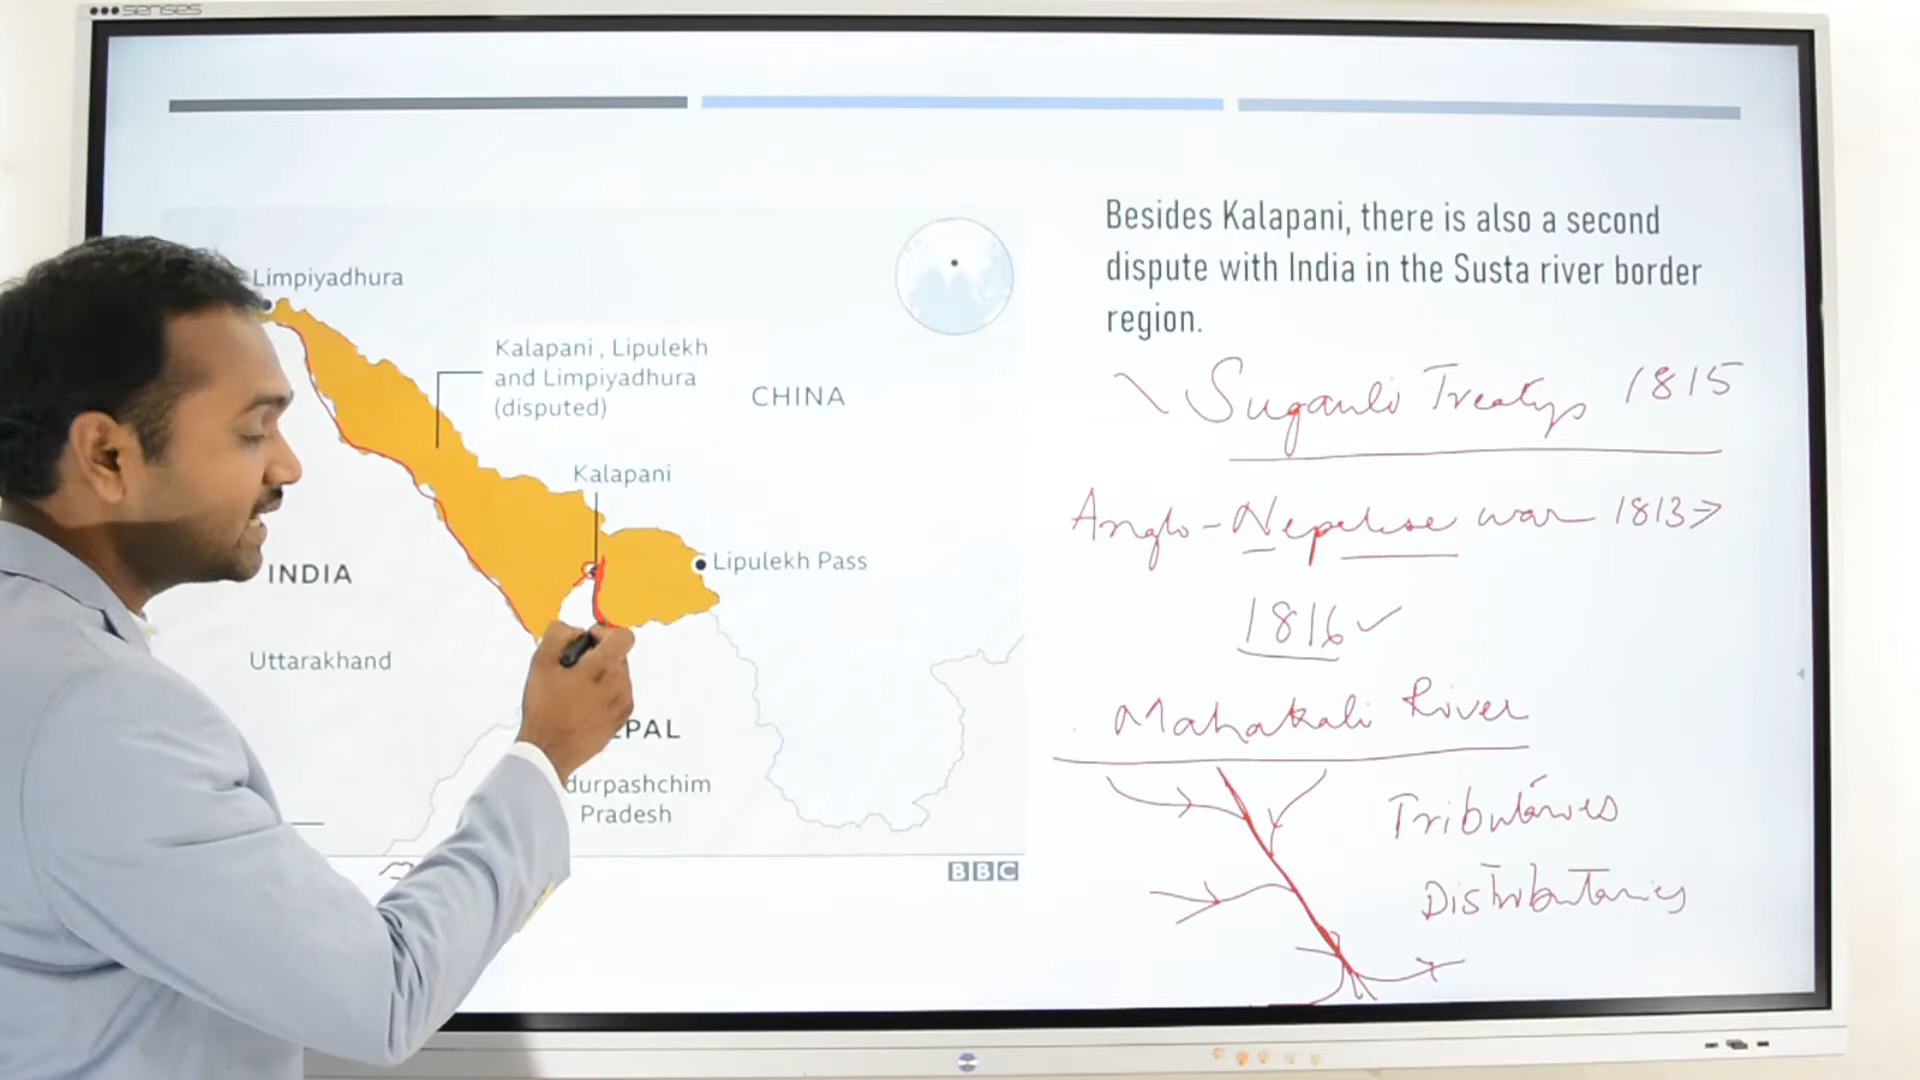 senses
Limpiyadhura
Kalapani , Lipulekh
and Limpiyadhura
(disputed)
CHINA
Kalapani
Lipulekh Pass
INDIA
Uttarakhand
EPAL
durpashchim
Pradesh
BBC
Besides Kalapani, there is also a second
dispute with India in the Susta river border
region.
Sugauli Treaty 1815
Anglo-Nepelese war 1813
1816
Mahakali River
Tributaries
Distributaries